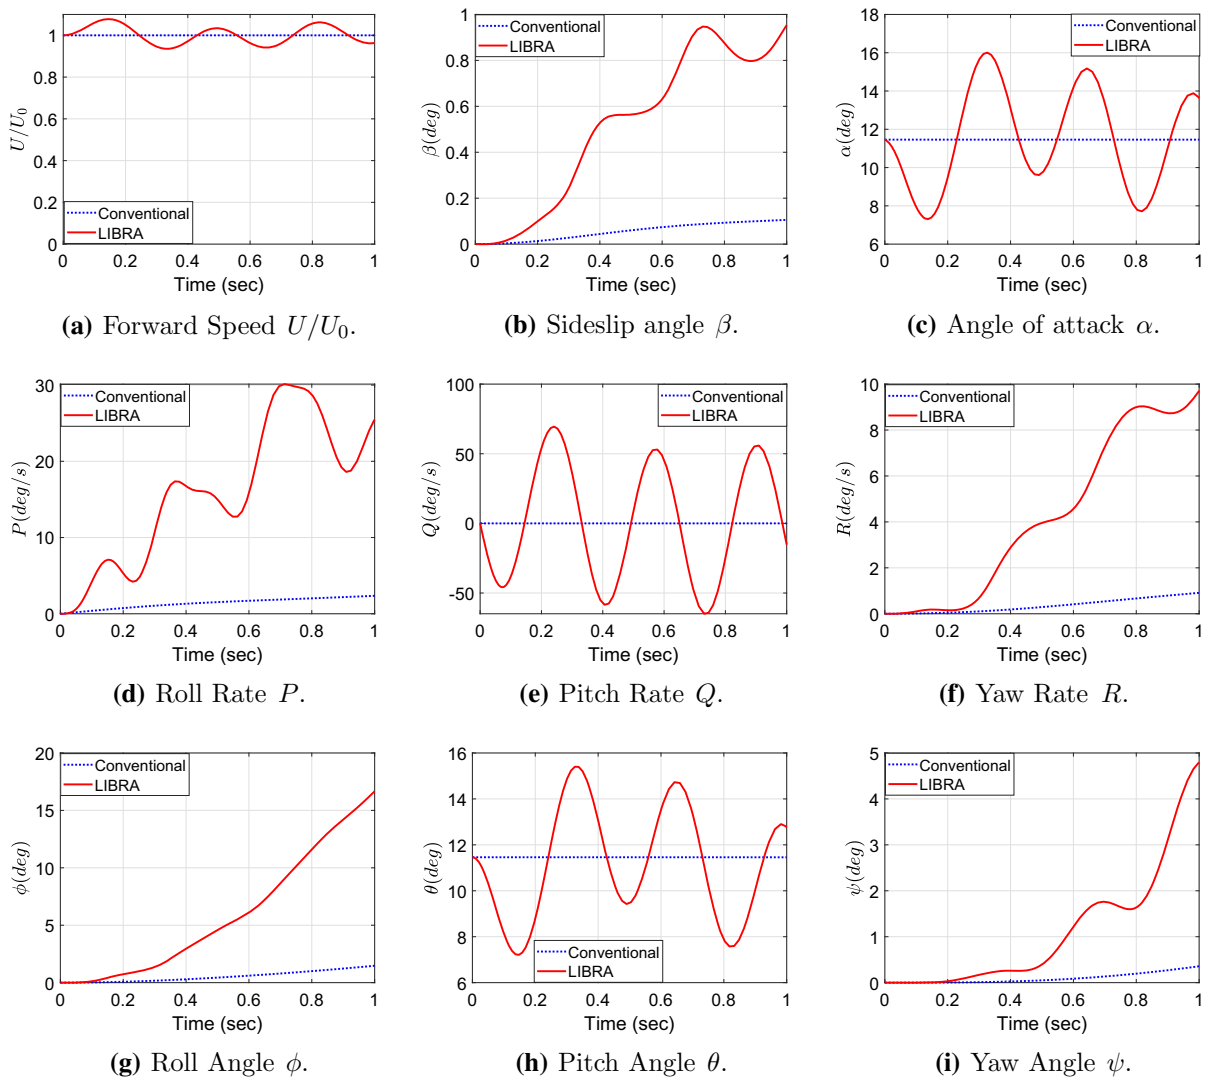 1
0.8
0.6
0.4
0.2
0
U/U0
Conventional
LIBRA
0 0.2 0.4 0.6 0.8 1
Time (sec)
(a) Forward Speed U/U0.
1
0.8
0.6
0.4
0.2
0
β(deg)
Conventional
LIBRA
0 0.2 0.4 0.6 0.8 1
Time (sec)
(b) Sideslip angle β.
18
16
14
12
10
8
6
α(deg)
Conventional
LIBRA
0 0.2 0.4 0.6 0.8 1
Time (sec)
(c) Angle of attack α.
30
20
10
0
P(deg/s)
Conventional
LIBRA
0 0.2 0.4 0.6 0.8 1
Time (sec)
(d) Roll Rate P.
100
50
0
-50
Q(deg/s)
Conventional
LIBRA
0 0.2 0.4 0.6 0.8 1
Time (sec)
(e) Pitch Rate Q.
10
8
6
4
2
0
R(deg/s)
Conventional
LIBRA
0 0.2 0.4 0.6 0.8 1
Time (sec)
(f) Yaw Rate R.
20
15
10
5
0
ϕ(deg)
Conventional
LIBRA
0 0.2 0.4 0.6 0.8 1
Time (sec)
(g) Roll Angle ϕ.
16
14
12
10
8
6
θ(deg)
Conventional
LIBRA
0 0.2 0.4 0.6 0.8 1
Time (sec)
(h) Pitch Angle θ.
5
4
3
2
1
0
ψ(deg)
Conventional
LIBRA
0 0.2 0.4 0.6 0.8 1
Time (sec)
(i) Yaw Angle ψ.